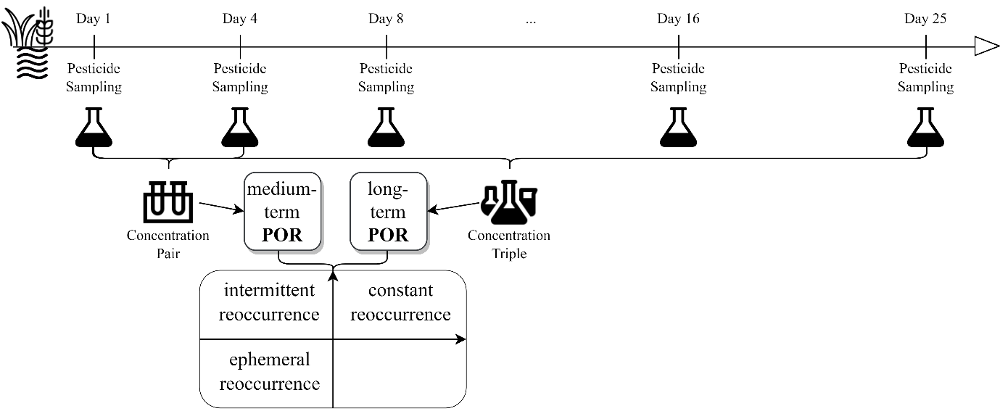 Day 1
Day 4
Day 8
...
Day 16
Day 25
Pesticide
Sampling
Pesticide
Sampling
Pesticide
Sampling
Pesticide
Sampling
Pesticide
Sampling
Concentration
Pair
medium-
term
POR
long-
term
POR
Concentration
Triple
intermittent
reoccurrence
constant
reoccurrence
ephemeral
reoccurrence